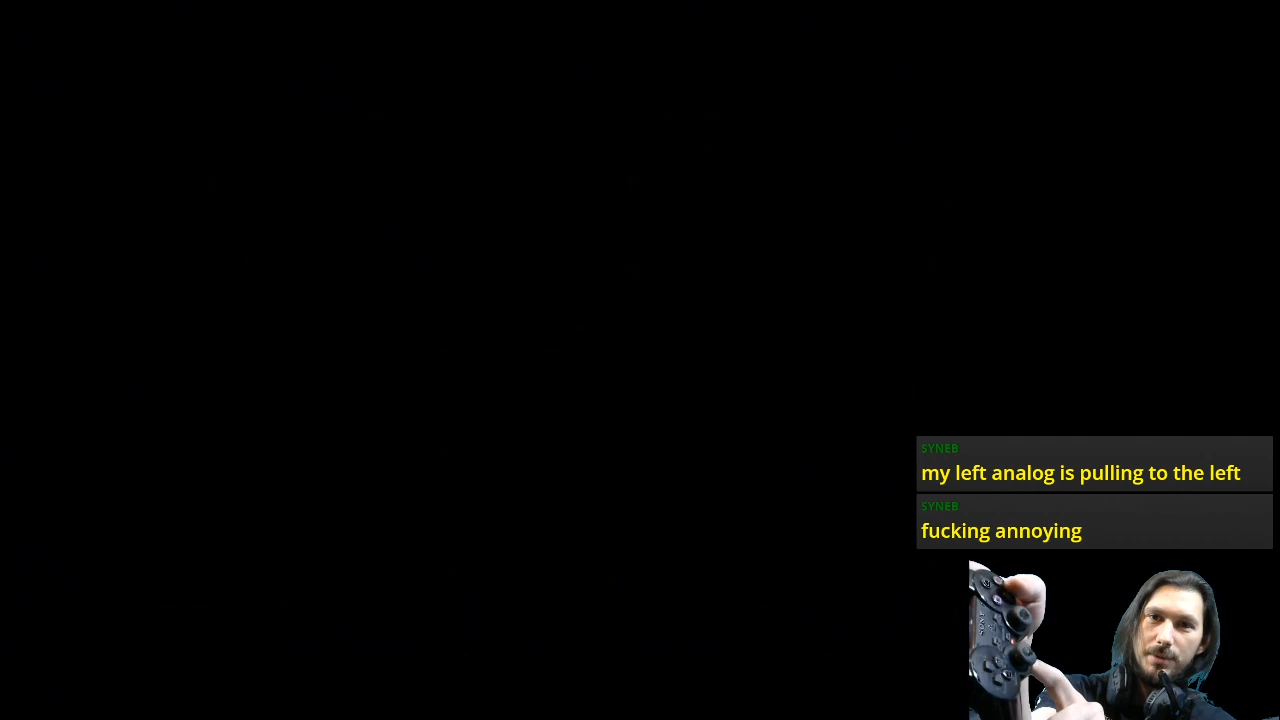 SYNEB
my left analog is pulling to the left
SYNEB
fucking annoying